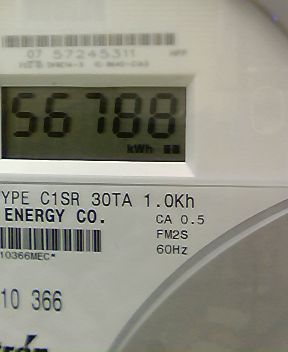 07 57245311
56788
kWh
YPE C1SR 30TA 1.0Kh
ENERGY CO.
CA 0.5
FM2S
60Hz
10366MEC*
10 366